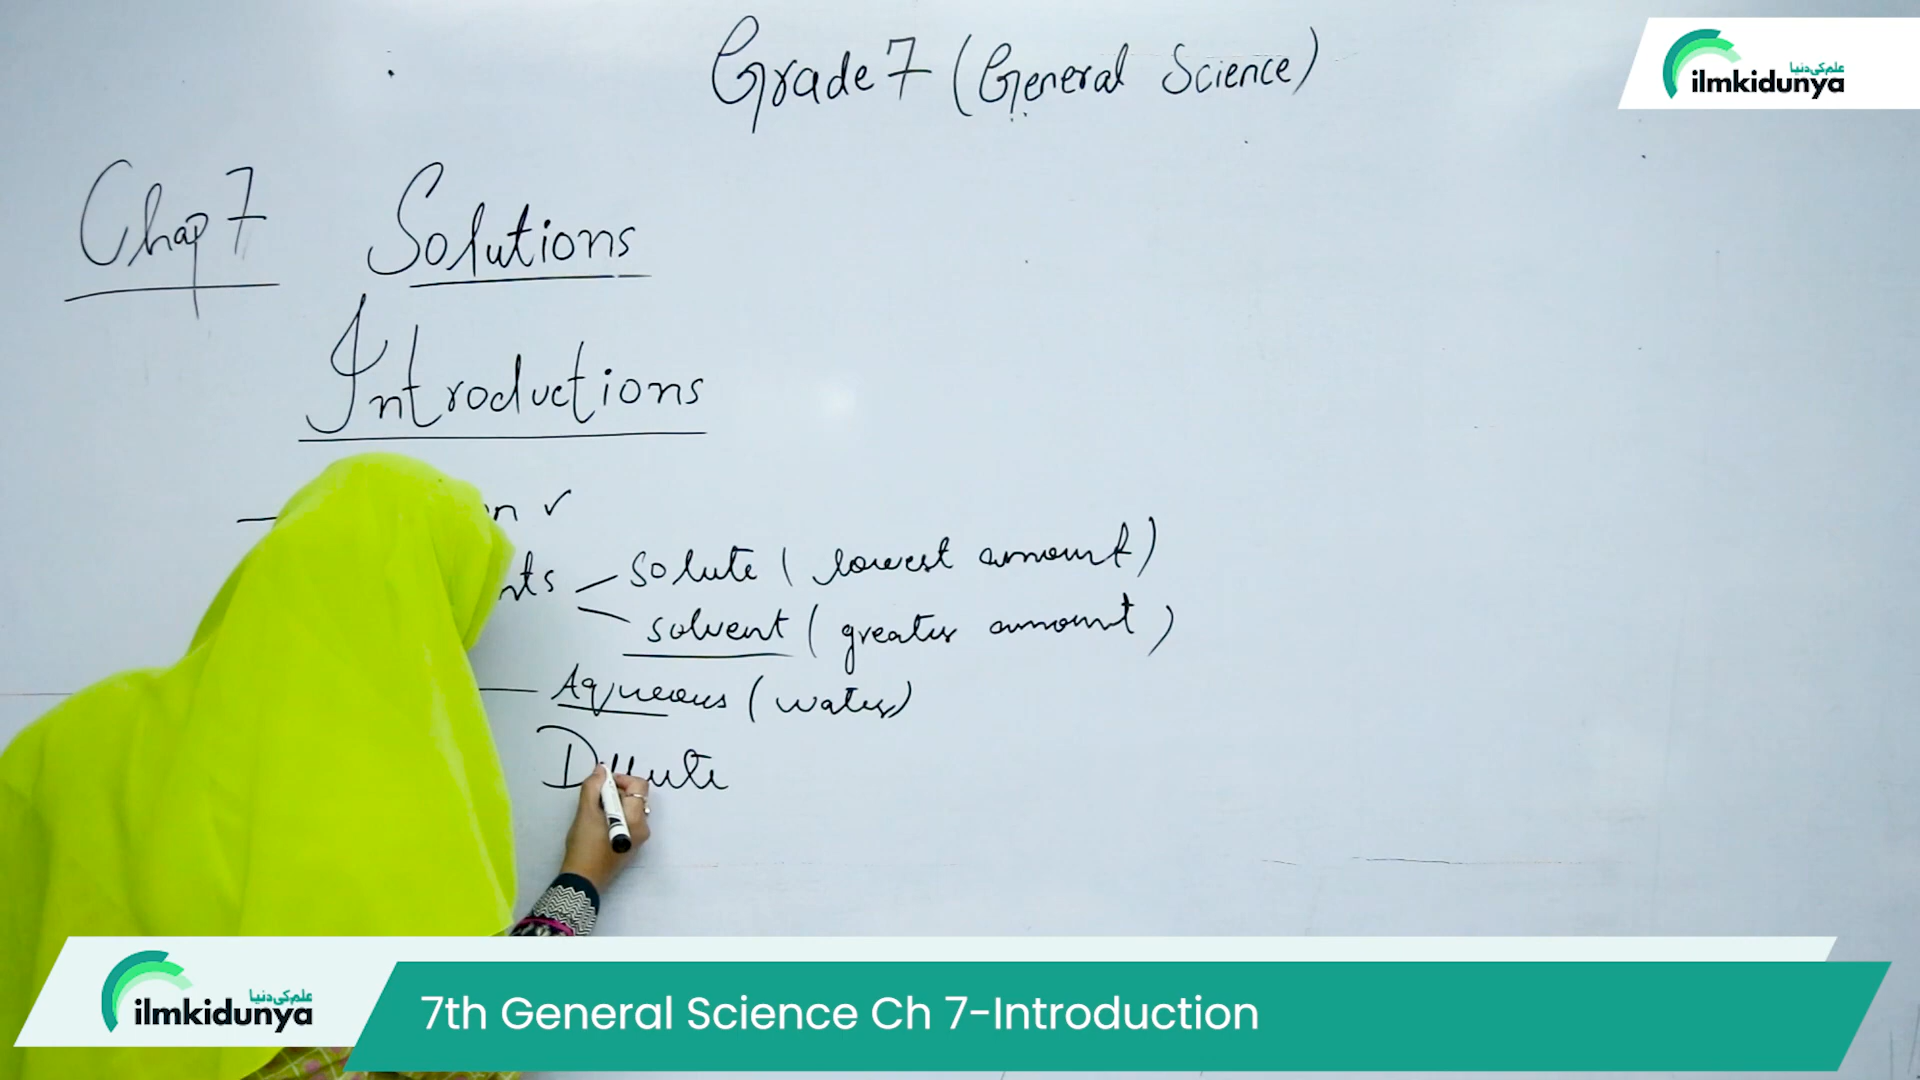 Grade 7 (General Science)
علم کی دنیا
ilmkidunya
Chap 7 Solutions
Introductions
n ✓
nts
Solute (lowest amount)
solvent (greater amount)
Aqueous (water)
Dilute
علم کی دنیا
ilmkidunya
7th General Science Ch 7-Introduction